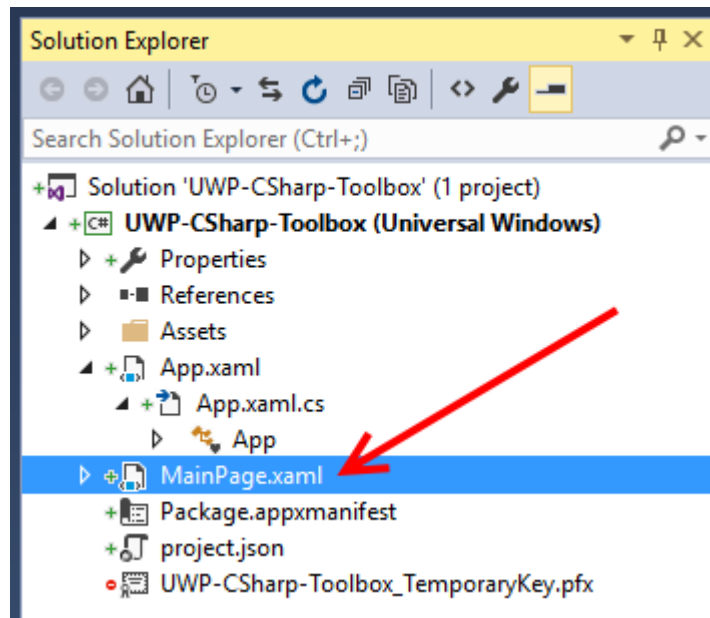 Solution Explorer
Search Solution Explorer (Ctrl+;)
Solution 'UWP-CSharp-Toolbox' (1 project)
C# UWP-CSharp-Toolbox (Universal Windows)
Properties
References
Assets
App.xaml
App.xaml.cs
App
MainPage.xaml
Package.appxmanifest
project.json
UWP-CSharp-Toolbox_TemporaryKey.pfx